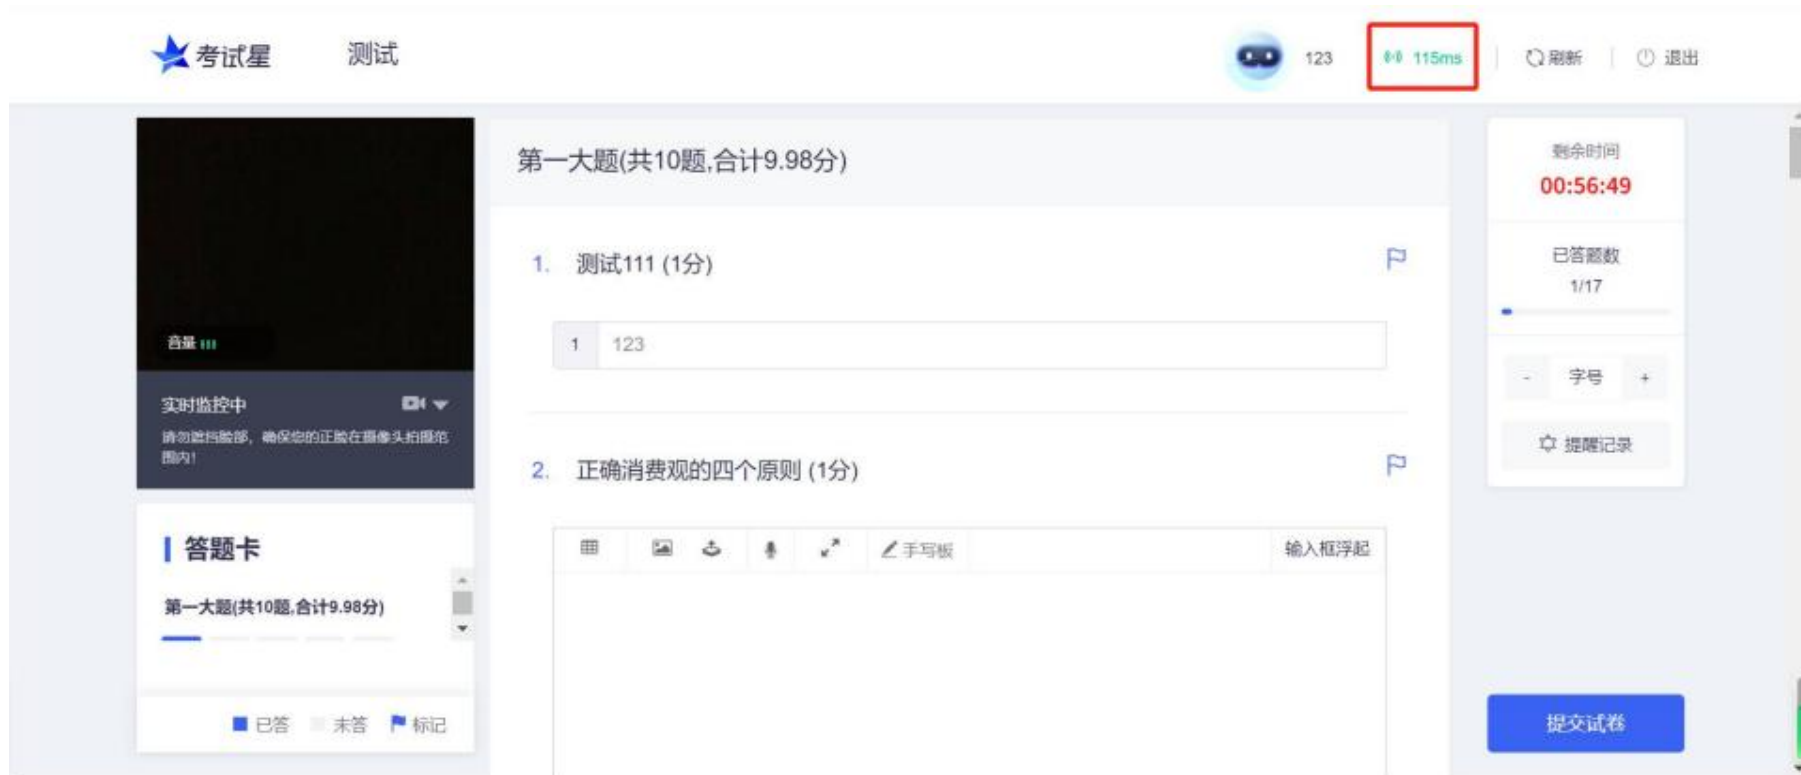 考试星
测试
123
115ms
刷新
退出
音量
实时监控中
请勿遮挡脸部，确保您的正脸在摄像头拍摄范
围内！
答题卡
第一大题(共10题,合计9.98分)
已答
未答
标记
第一大题(共10题,合计9.98分)
1. 测试111 (1分)
1 123
2. 正确消费观的四个原则 (1分)
手写板
输入框浮起
剩余时间
00:56:49
已答题数
1/17
- 字号 +
提醒记录
提交试卷